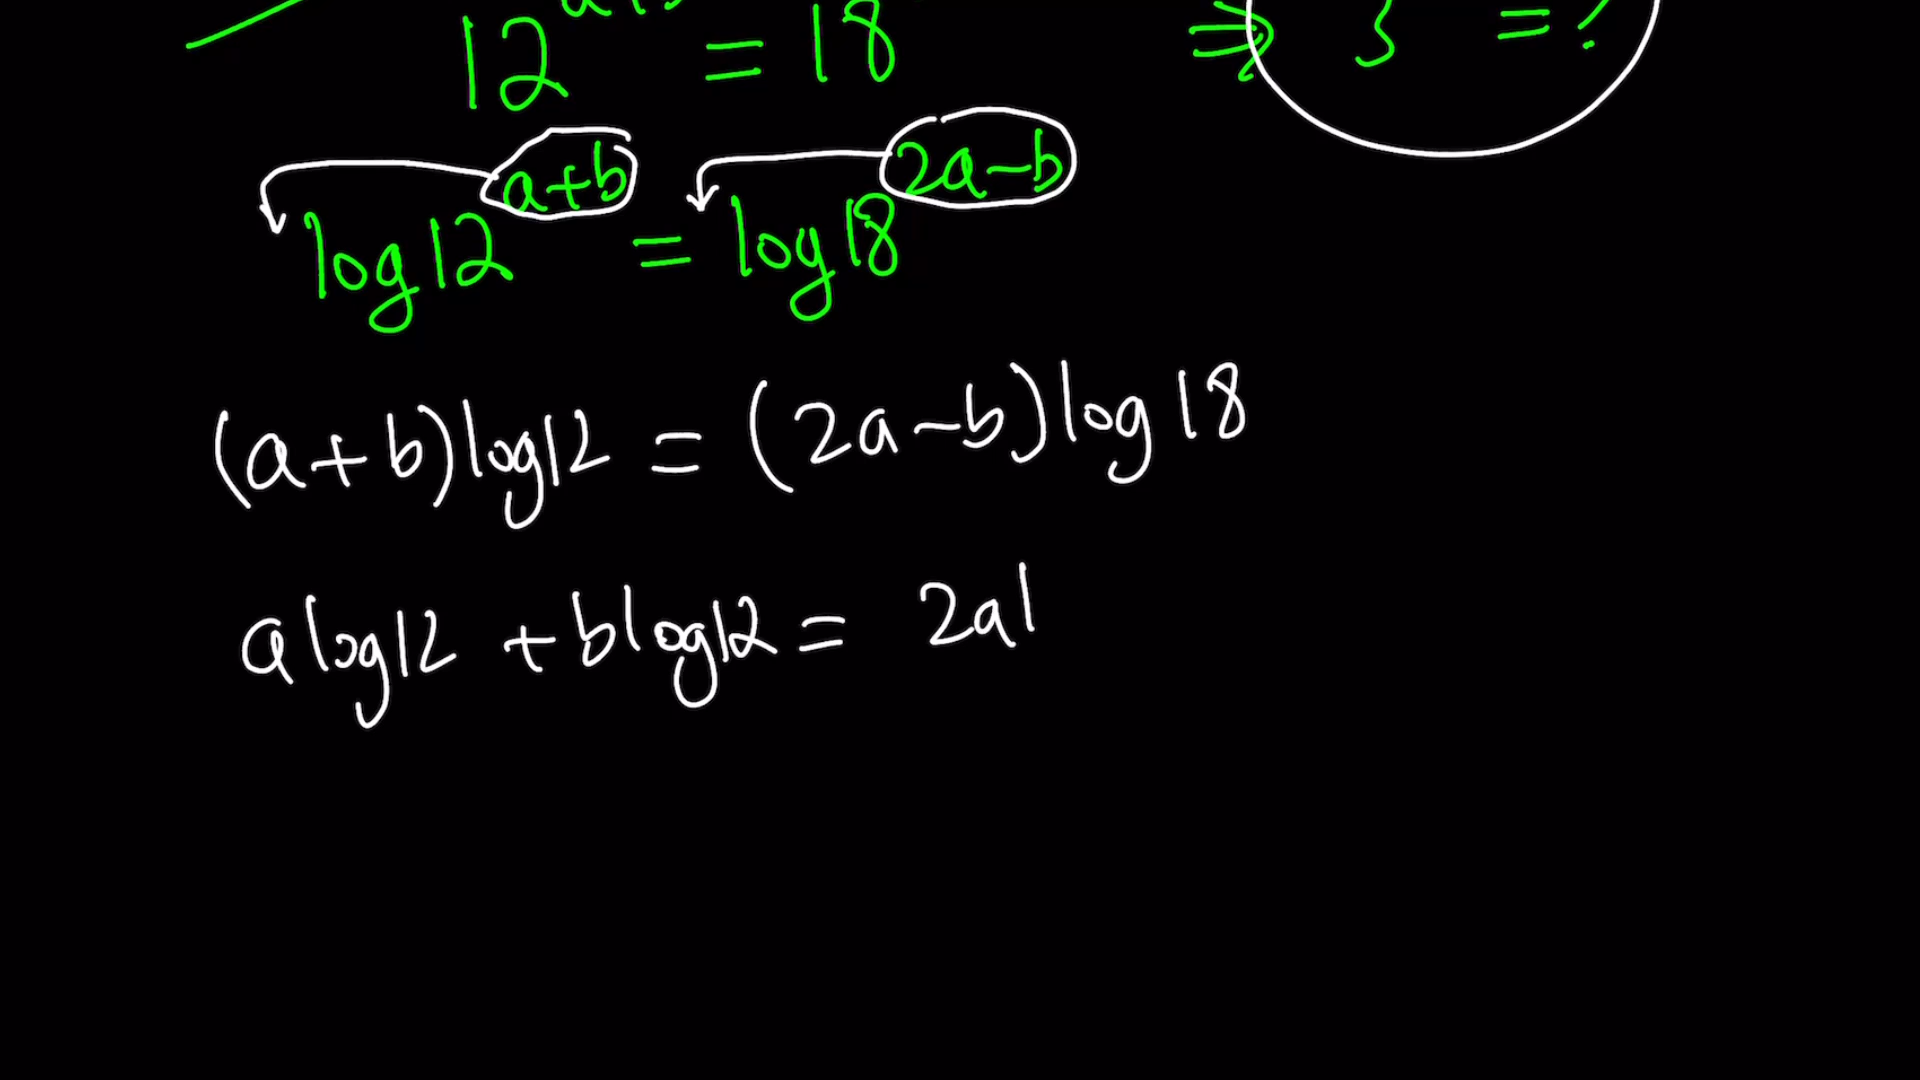 12 = 18 ⇒ 3 = ?
log12^(a+b) = log18^(2a-b)
(a+b)log12 = (2a-b)log18
alog12 + blog12 = 2al